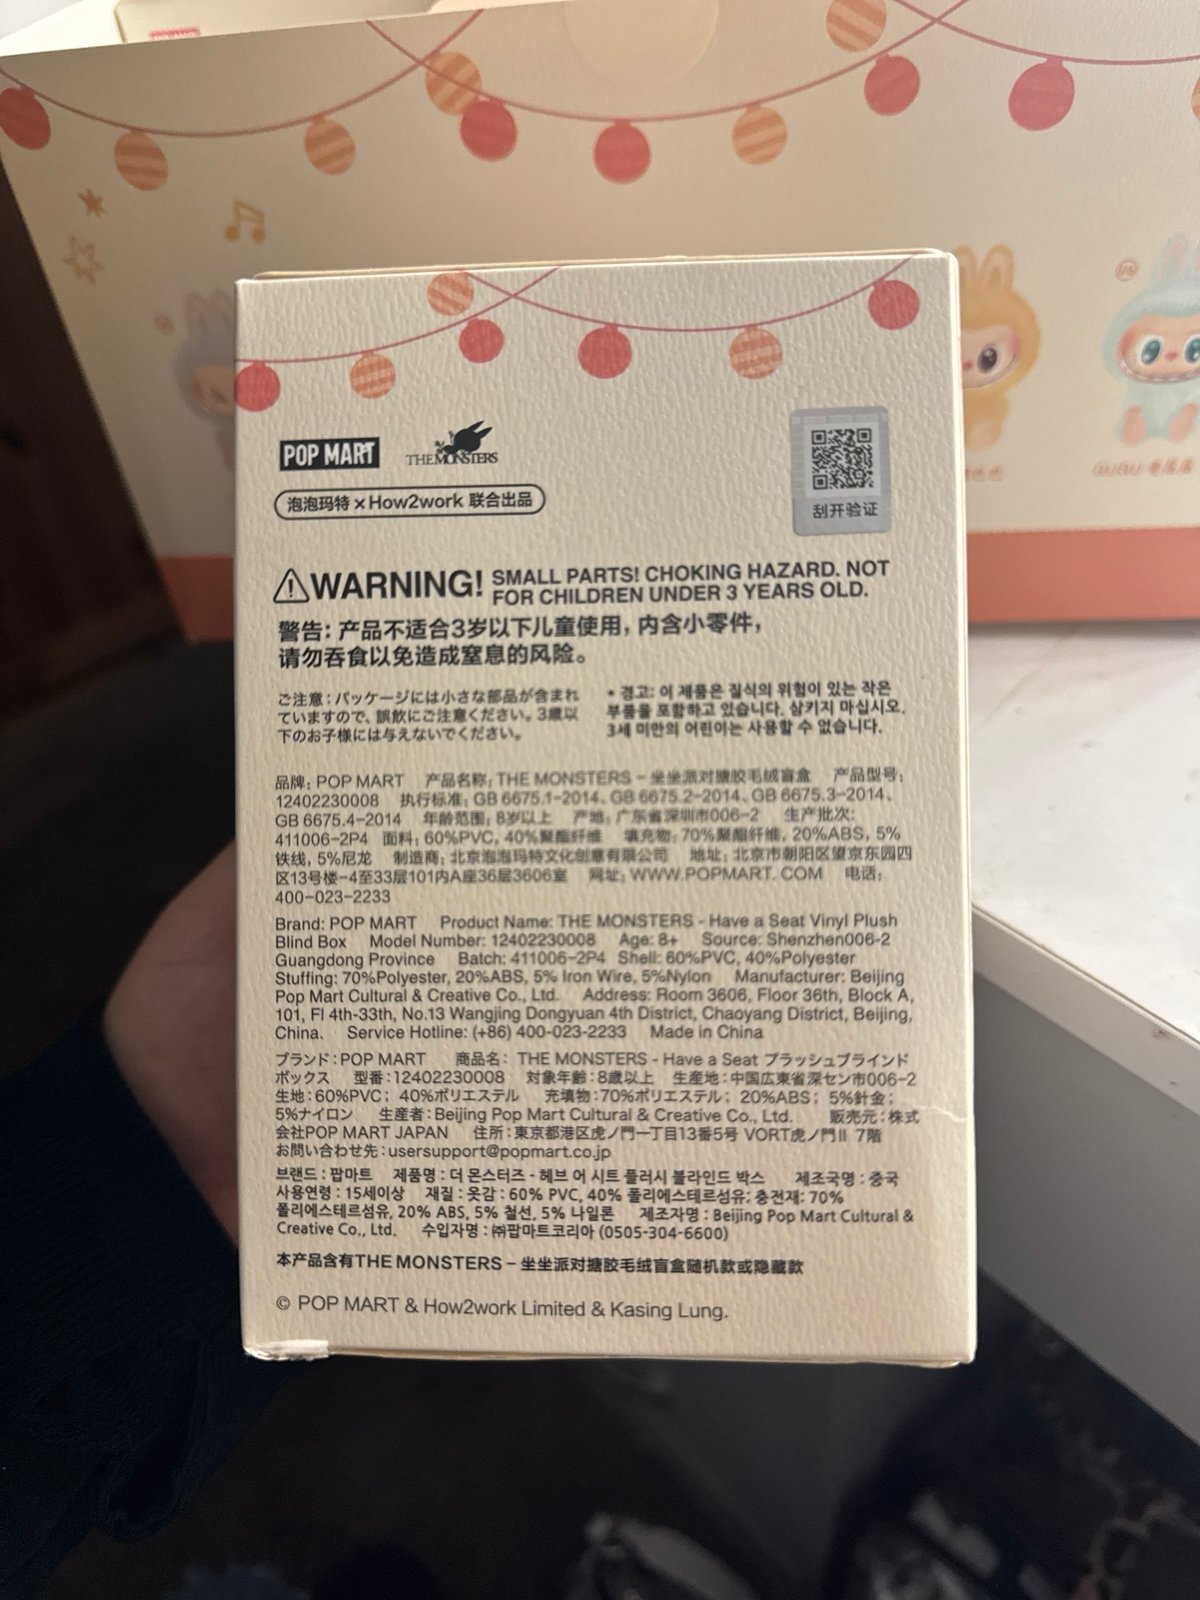 POP MART
THE MONSTERS
泡泡玛特×How2work 联合出品
刮开验证
WARNING! SMALL PARTS! CHOKING HAZARD. NOT
FOR CHILDREN UNDER 3 YEARS OLD.
警告：产品不适合3岁以下儿童使用，内含小零件，
请勿吞食以免造成窒息的风险。
ご注意：パッケージには小さな部品が含まれ
ていますので、誤飲にご注意ください。3歳以
下のお子様には与えないでください。
• 경고: 이 제품은 질식의 위험이 있는 작은
부품을 포함하고 있습니다. 삼키지 마십시오.
3세 미만의 어린이는 사용할 수 없습니다.
品牌：POP MART 产品名称：THE MONSTERS – 坐坐派对搪胶毛绒盲盒 产品型号：
12402230008 执行标准：GB 6675.1-2014、GB 6675.2-2014、GB 6675.3-2014、
GB 6675.4-2014 年龄范围：8岁以上 产地：广东省深圳市006-2 生产批次：
411006-2P4 面料：60%PVC, 40%聚酯纤维 填充物：70%聚酯纤维, 20%ABS, 5%
铁线, 5%尼龙 制造商：北京泡泡玛特文化创意有限公司 地址：北京市朝阳区望京东园四
区13号楼-4至33层101内A座36层3606室 网址：WWW.POPMART. COM 电话：
400-023-2233
Brand: POP MART Product Name: THE MONSTERS - Have a Seat Vinyl Plush
Blind Box Model Number: 12402230008 Age: 8+ Source: Shenzhen006-2
Guangdong Province Batch: 411006-2P4 Shell: 60%PVC, 40%Polyester
Stuffing: 70%Polyester, 20%ABS, 5% Iron Wire, 5%Nylon Manufacturer: Beijing
Pop Mart Cultural & Creative Co., Ltd. Address: Room 3606, Floor 36th, Block A,
101, Fl 4th-33th, No.13 Wangjing Dongyuan 4th District, Chaoyang District, Beijing,
China. Service Hotline: (+86) 400-023-2233 Made in China
ブランド：POP MART 商品名： THE MONSTERS - Have a Seat プラッシュブラインド
ボックス 型番：12402230008 対象年齢：8歳以上 生産地：中国広東省深セン市006-2
生地：60%PVC； 40%ポリエステル 充填物：70%ポリエステル； 20%ABS； 5%針金；
5%ナイロン 生産者：Beijing Pop Mart Cultural & Creative Co., Ltd. 販売元：株式
会社POP MART JAPAN 住所：東京都港区虎ノ門一丁目13番5号 VORT虎ノ門Ⅱ 7階
お問い合わせ先：usersupport@popmart.co.jp
브랜드 : 팝마트 제품명 : 더 몬스터즈 - 헤브 어 시트 플러시 블라인드 박스 제조국명 : 중국
사용연령 : 15세이상 재질 : 옷감 : 60% PVC, 40% 폴리에스테르섬유; 충전재: 70%
폴리에스테르섬유, 20% ABS, 5% 철선, 5% 나일론 제조자명 : Beijing Pop Mart Cultural &
Creative Co., Ltd. 수입자명 : ㈜팝마트코리아 (0505-304-6600)
本产品含有THE MONSTERS – 坐坐派对搪胶毛绒盲盒随机款或隐藏款
© POP MART & How2work Limited & Kasing Lung.